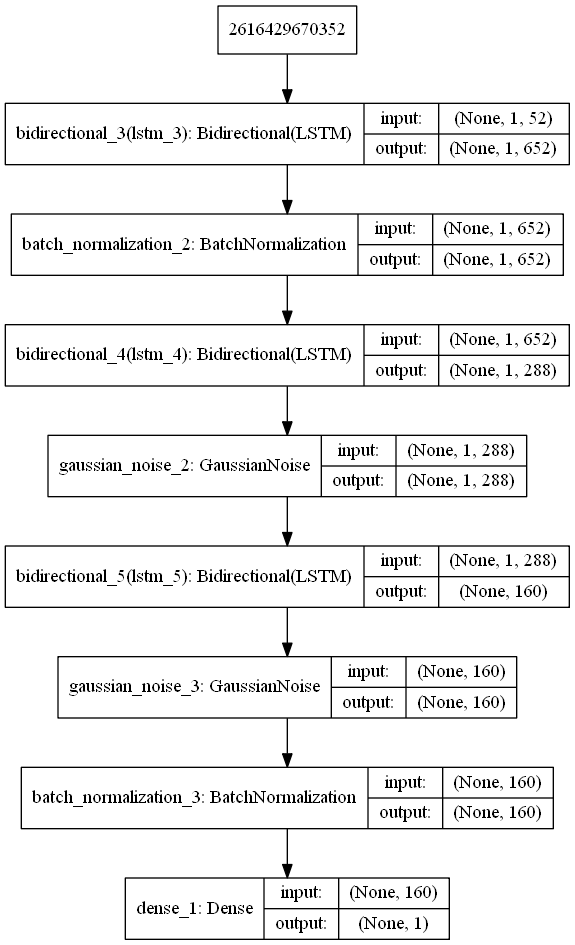 2616429670352
bidirectional_3(lstm_3): Bidirectional(LSTM)
input: (None, 1, 52)
output: (None, 1, 652)
batch_normalization_2: BatchNormalization
input: (None, 1, 652)
output: (None, 1, 652)
bidirectional_4(lstm_4): Bidirectional(LSTM)
input: (None, 1, 652)
output: (None, 1, 288)
gaussian_noise_2: GaussianNoise
input: (None, 1, 288)
output: (None, 1, 288)
bidirectional_5(lstm_5): Bidirectional(LSTM)
input: (None, 1, 288)
output: (None, 160)
gaussian_noise_3: GaussianNoise
input: (None, 160)
output: (None, 160)
batch_normalization_3: BatchNormalization
input: (None, 160)
output: (None, 160)
dense_1: Dense
input: (None, 160)
output: (None, 1)